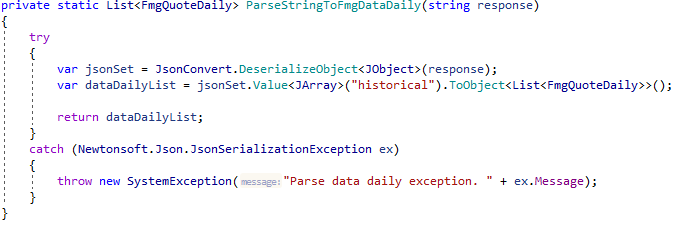 private static List<FmgQuoteDaily> ParseStringToFmgDataDaily(string response)
{
try
{
var jsonSet = JsonConvert.DeserializeObject<JObject>(response);
var dataDailyList = jsonSet.Value<JArray>("historical").ToObject<List<FmgQuoteDaily>>();
return dataDailyList;
}
catch (Newtonsoft.Json.JsonSerializationException ex)
{
throw new SystemException(message:"Parse data daily exception. " + ex.Message);
}
}